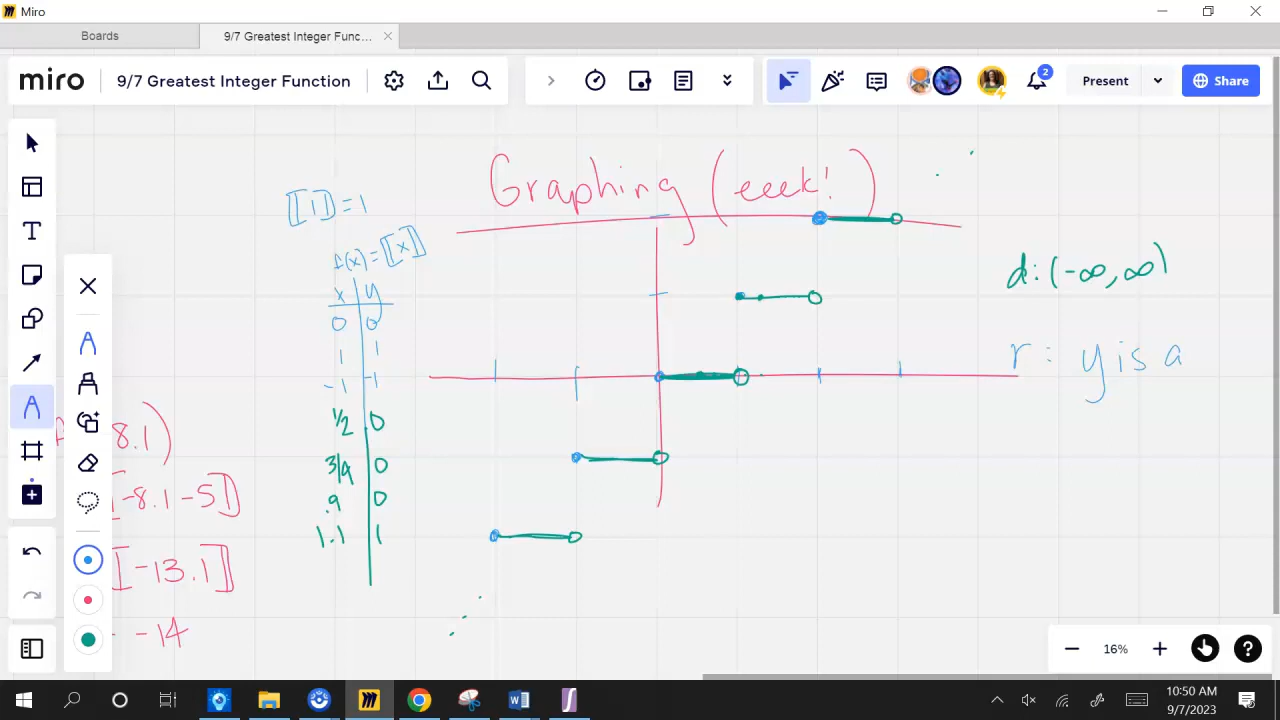 Miro
Boards
9/7 Greatest Integer Func...
miro
9/7 Greatest Integer Function
2
Present
Share
Graphing (eeek!)
[[1]] = 1
f(x) = [[x]]
x y
0 0
1 1
-1 -1
1/2 0
3/4 0
.9 0
1.1 1
d: (-∞, ∞)
r: y is a
8.1)
-8.1 -5]]
[[-13.1]]
-14
16%
?
10:50 AM
9/7/2023